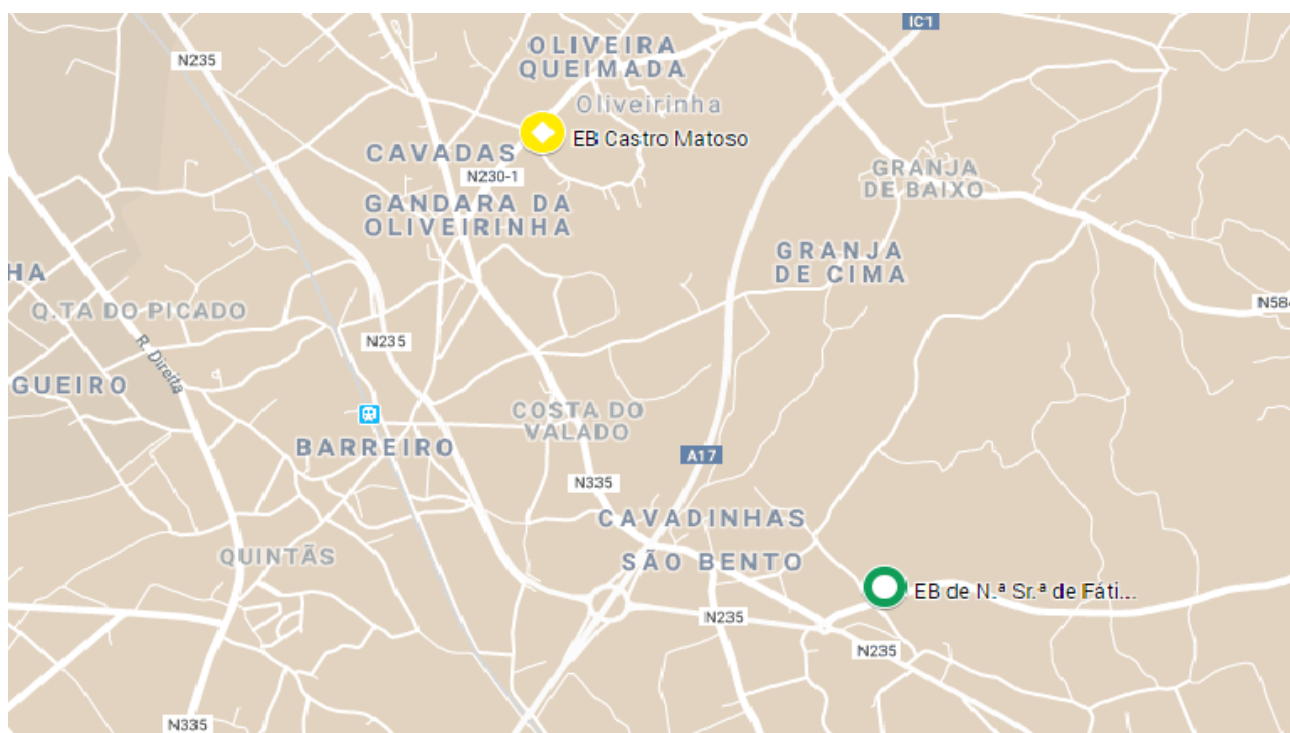 IC1
OLIVEIRA
QUEIMADA
N235
Oliveirinha
EB Castro Matoso
CAVADAS
N230-1
GRANJA
DE BAIXO
GANDARA DA
OLIVEIRINHA
GRANJA
DE CIMA
HA
Q.TA DO PICADO
N584
N235
R. Direita
GUEIRO
COSTA DO
VALADO
BARREIRO
A17
N335
CAVADINHAS
QUINTÃS
SÃO BENTO
EB de N.ª Sr.ª de Fáti...
N235
N235
N335